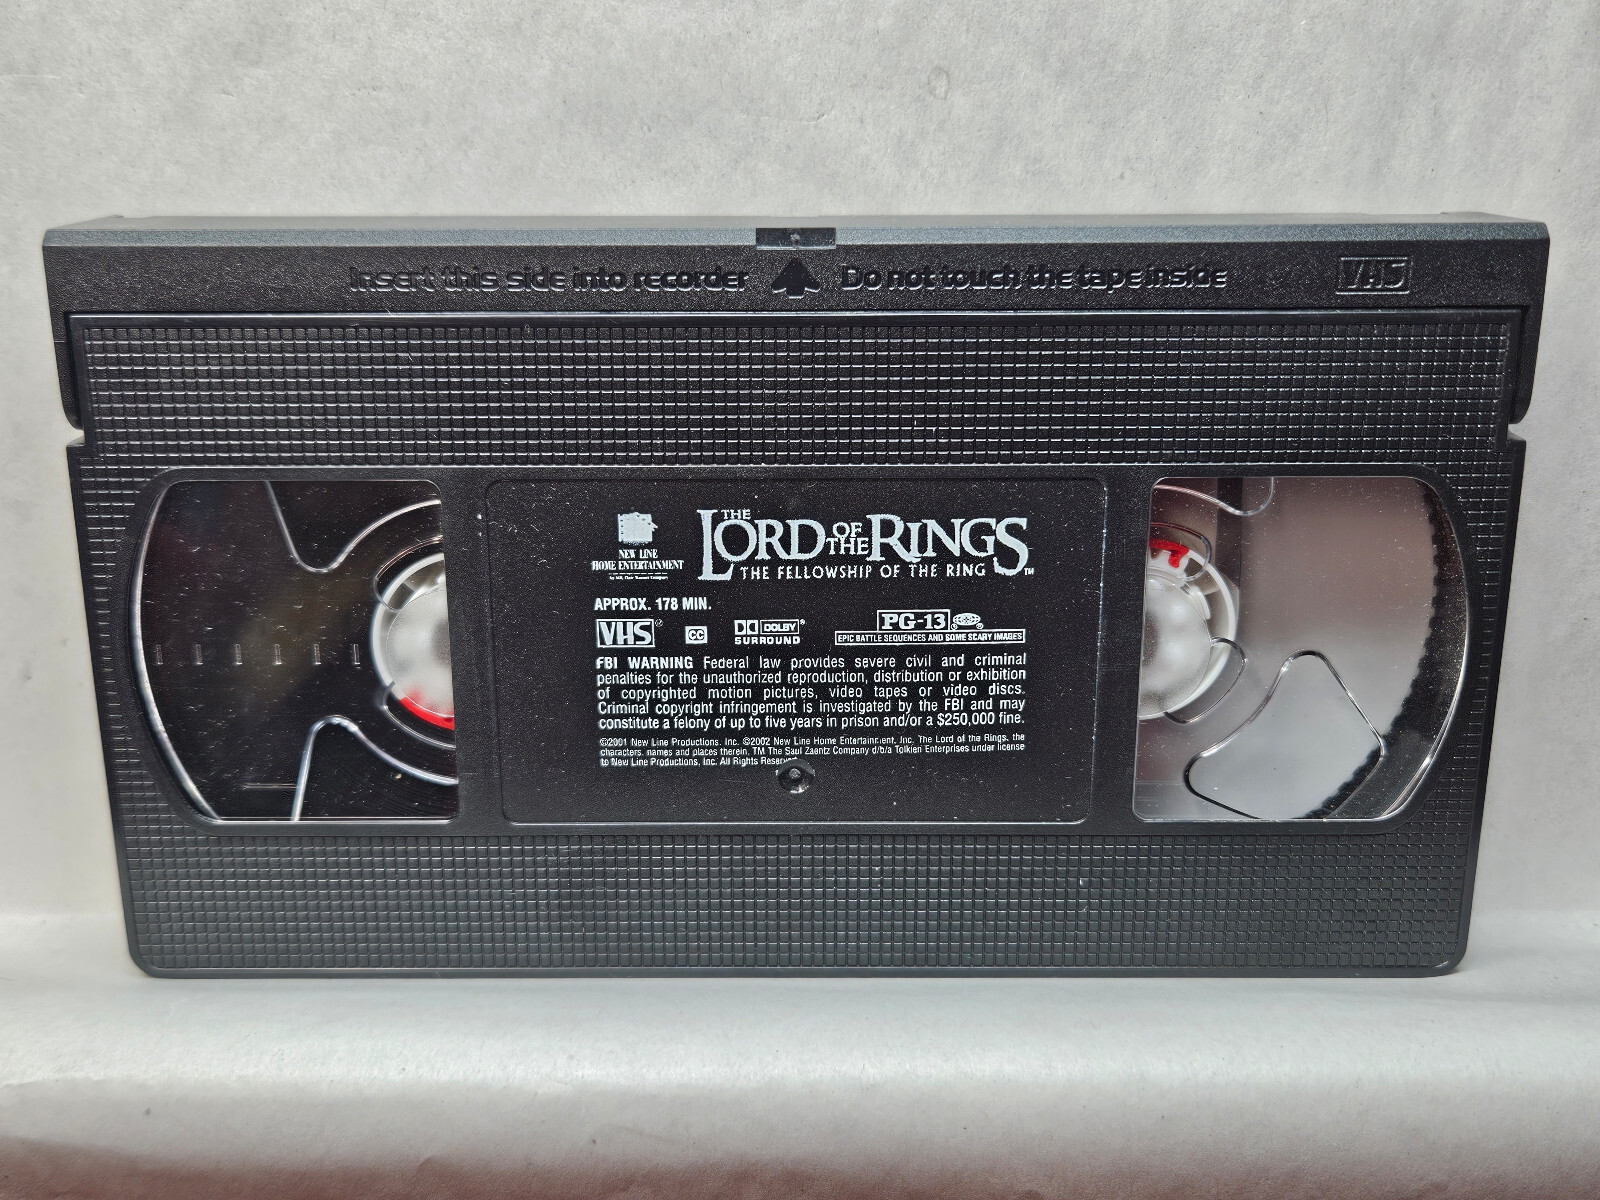 Insert this side into recorder Do not touch the tape inside VHS
THE LORD OF THE RINGS
THE FELLOWSHIP OF THE RING ™
NEW LINE
HOME ENTERTAINMENT
APPROX. 178 MIN.
VHS CC DOLBY SURROUND PG-13 ®
EPIC BATTLE SEQUENCES AND SOME SCARY IMAGES
FBI WARNING Federal law provides severe civil and criminal
penalties for the unauthorized reproduction, distribution or exhibition
of copyrighted motion pictures, video tapes or video discs.
Criminal copyright infringement is investigated by the FBI and may
constitute a felony of up to five years in prison and/or a $250,000 fine.
©2001 New Line Productions, Inc. ©2002 New Line Home Entertainment, Inc. The Lord of the Rings, the
characters, names and places therein, TM The Saul Zaentz Company d/b/a Tolkien Enterprises under license
to New Line Productions, Inc. All Rights Reserved